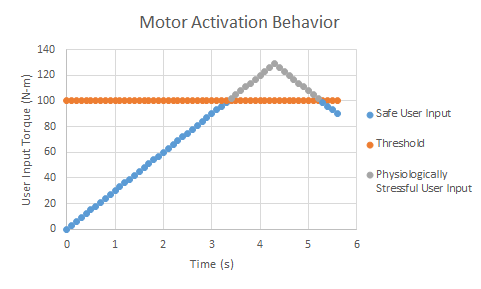 Motor Activation Behavior
User Input Torque (N-m)
140
120
100
80
60
40
20
0
0 1 2 3 4 5 6
Time (s)
Safe User Input
Threshold
Physiologically
Stressful User Input